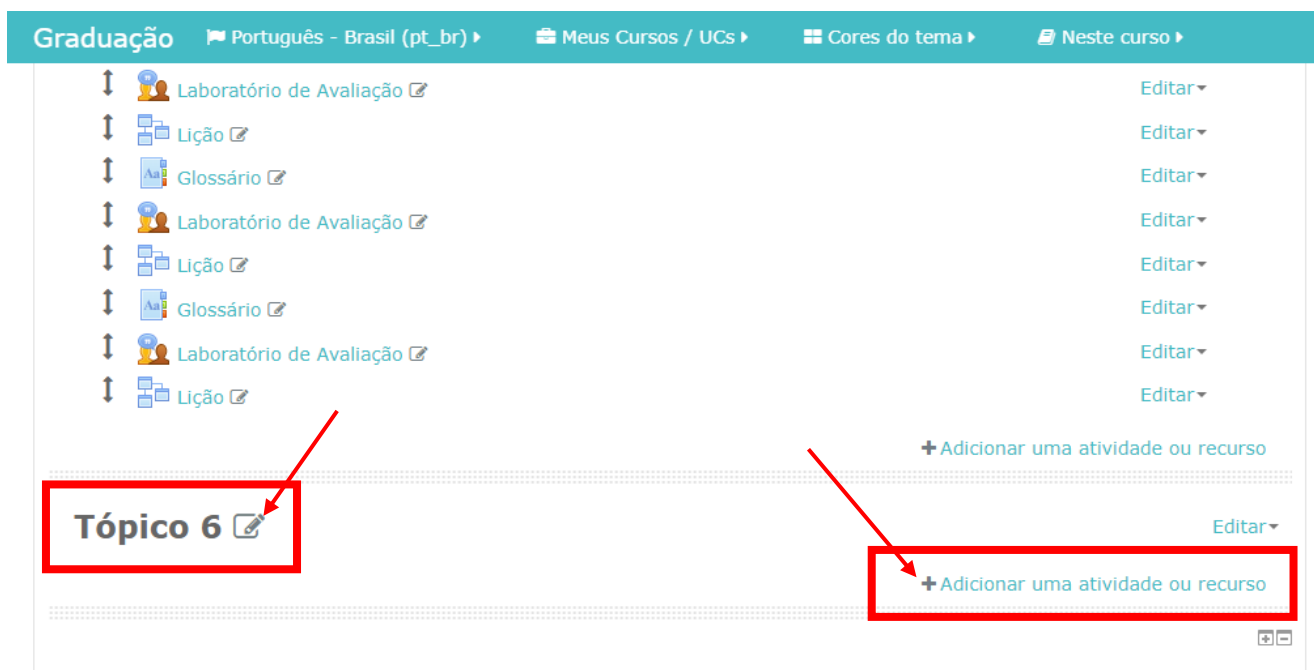 Graduação Português - Brasil (pt_br) Meus Cursos / UCs Cores do tema Neste curso
Laboratório de Avaliação Editar
Lição Editar
Glossário Editar
Laboratório de Avaliação Editar
Lição Editar
Glossário Editar
Laboratório de Avaliação Editar
Lição Editar
+Adicionar uma atividade ou recurso
Tópico 6 Editar
+Adicionar uma atividade ou recurso